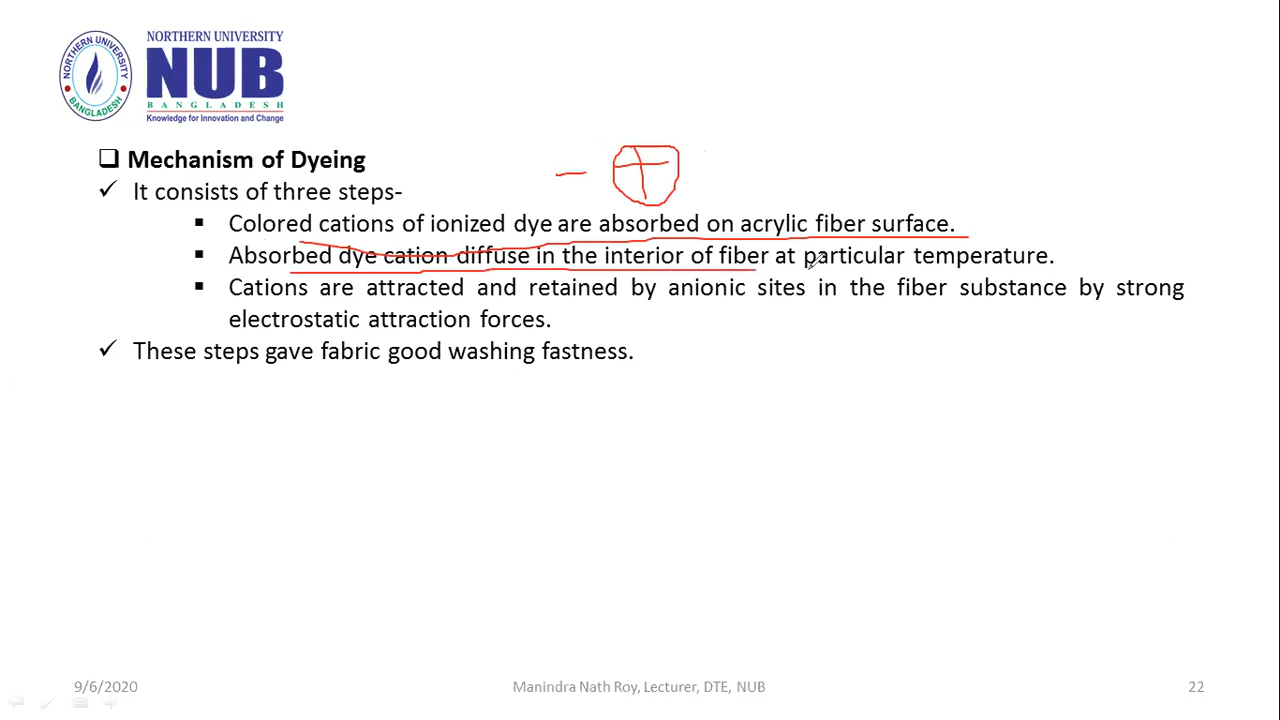 NORTHERN UNIVERSITY
BANGLADESH
NORTHERN UNIVERSITY
NUB
BANGLADESH
Knowledge for Innovation and Change
Mechanism of Dyeing
It consists of three steps-
Colored cations of ionized dye are absorbed on acrylic fiber surface.
Absorbed dye cation diffuse in the interior of fiber at particular temperature.
Cations are attracted and retained by anionic sites in the fiber substance by strong
electrostatic attraction forces.
These steps gave fabric good washing fastness.
- +
9/6/2020
Manindra Nath Roy, Lecturer, DTE, NUB
22